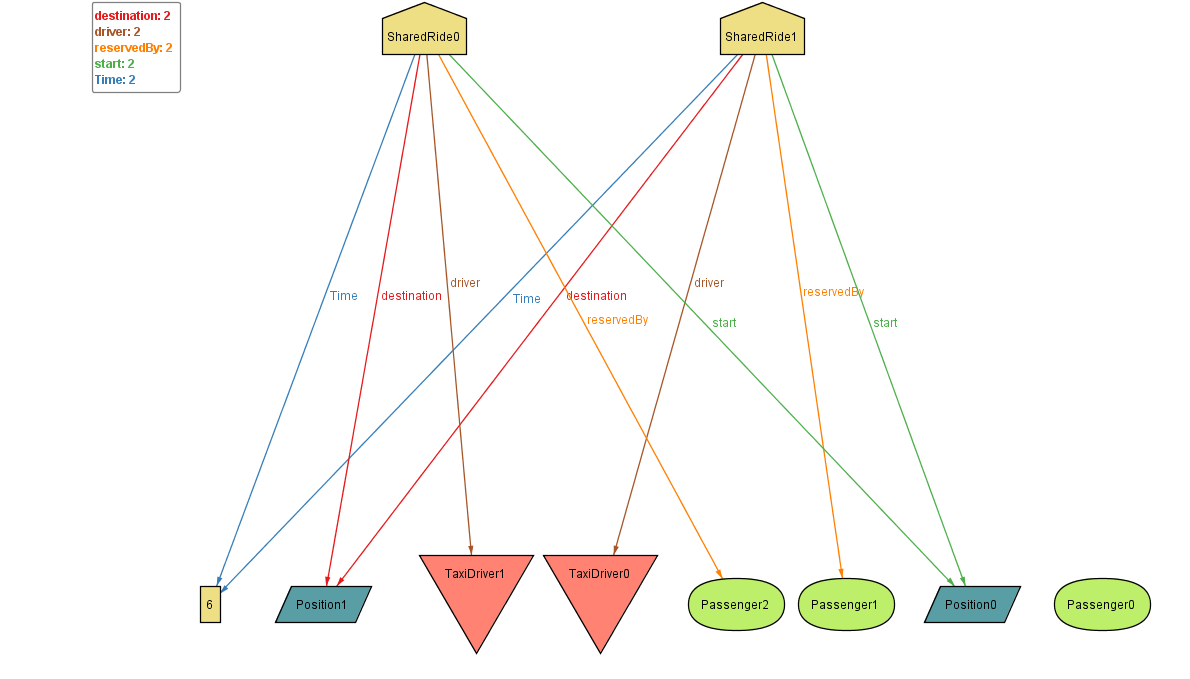 destination: 2
driver: 2
reservedBy: 2
start: 2
Time: 2
SharedRide0
SharedRide1
Time
destination
driver
Time
destination
reservedBy
driver
start
reservedBy
start
6
Position1
TaxiDriver1
TaxiDriver0
Passenger2
Passenger1
Position0
Passenger0